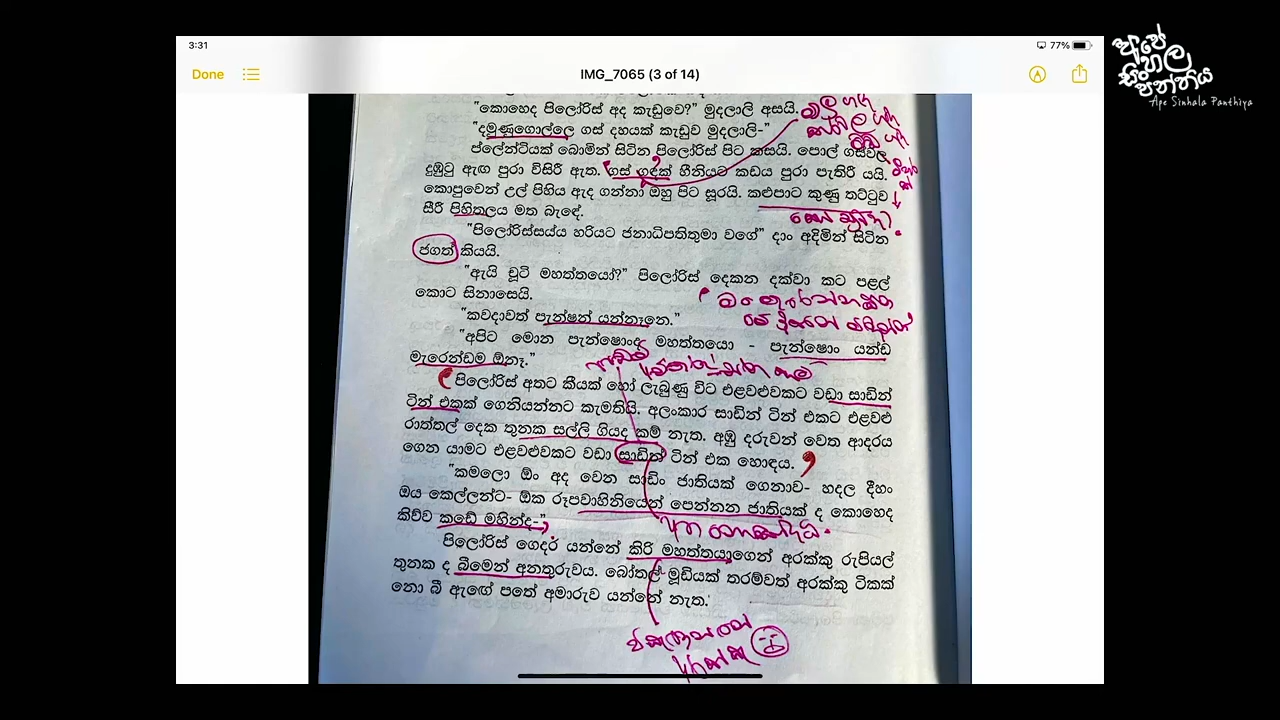 3:31
77%
Done
IMG_7065 (3 of 14)
අපේ
සිංහල
පන්තිය
Ape Sinhala Panthiya
"කොහෙද පිලෝරිස් අද කැඩුවෙ?" මුදලාලි අසයි.
"දමුණුගොල්ලෙ ගස් දහයක් කැඩුව මුදලාලි-"
ප්ලේන්ටියක් බොමින් සිටින පිලෝරිස් පිට කසයි. පොල් ගස්වල
දුඹුටු ඇඟ පුරා විසිරී ඇත. ගස් ගඳක් හීනියට කඩය පුරා පැතිරී යයි.
කොපුවෙන් උල් පිහිය ඇද ගන්නා ඔහු පිට සූරයි. කළුපාට කුණු තට්ටුව
සීරී පිහිතලය මත බැඳේ.
"පිලෝරිස්සය්ය හරියට ජනාධිපතිතුමා වගේ" දාං අදිමින් සිටින
ජගත් කියයි.
"ඇයි චූටි මහත්තයෝ?" පිලෝරිස් දෙකන දක්වා කට පළල්
කොට සිනාසෙයි.
"කවදාවත් පැන්ෂන් යන්නෑනෙ."
"අපිට මොන පැන්ෂොංද මහත්තයො - පැන්ෂොං යන්ඩ
මැරෙන්ඩම ඕනෑ."
පිලෝරිස් අතට කීයක් හෝ ලැබුණු විට එළවළුවකට වඩා සාඩින්
ටින් එකක් ගෙනියන්නට කැමතියි. අලංකාර සාඩින් ටින් එකට එළවළු
රාත්තල් දෙක තුනක සල්ලි ගියද කම් නැත. අඹු දරුවන් වෙත ආදරය
ගෙන යාමට එළවළුවකට වඩා සාඩින් ටින් එක හොඳය.
"කමලො ඔං අද වෙන සාඩිං ජාතියක් ගෙනාව- හදල දීහං
ඔය කෙල්ලන්ට- ඕක රූපවාහිනියෙන් පෙන්නන ජාතියක් ද කොහෙද
කිව්ව කඩේ මහින්ද-"
පිලෝරිස් ගෙදර යන්නේ කිරි මහත්තයාගෙන් අරක්කු රුපියල්
තුනක ද බීමෙන් අනතුරුවය. බෝතල් මූඩියක් තරම්වත් අරක්කු ටිකක්
නො බී ඇඟේ පතේ අමාරුව යන්නේ නැත.